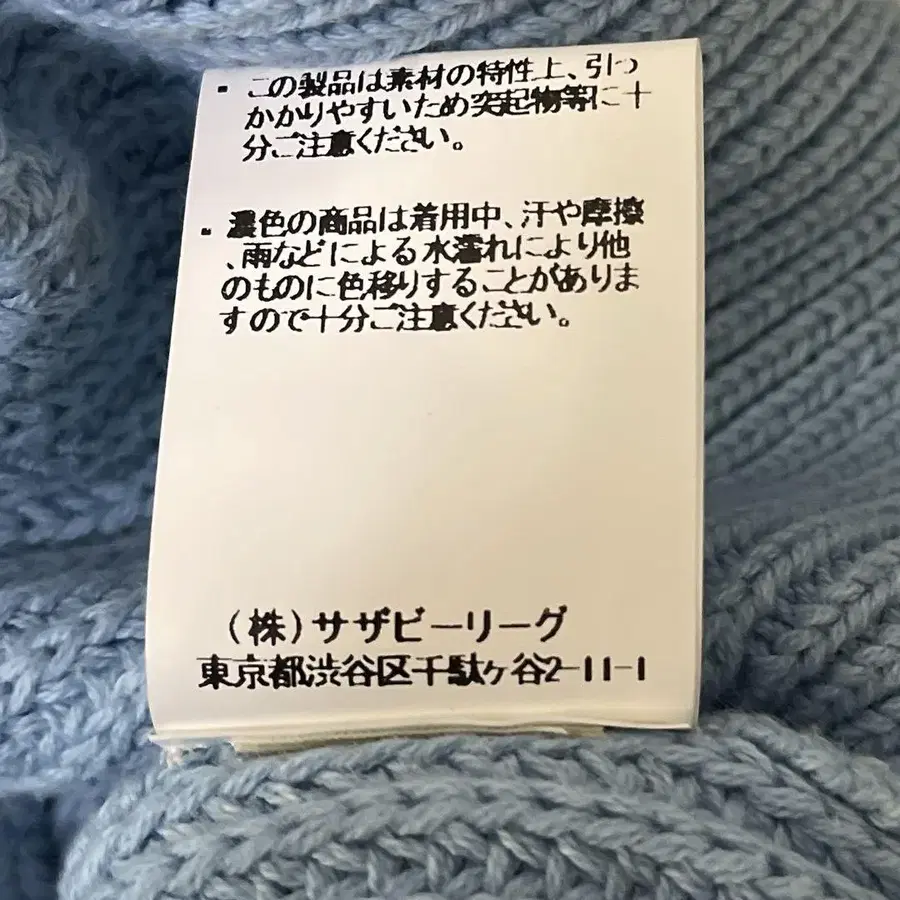 ・この製品は素材の特性上、引っ
かかりやすいため突起物等に十
分ご注意ください。
・濃色の商品は着用中、汗や摩擦
、雨などによる水濡れにより他
のものに色移りすることがありま
すので十分ご注意ください。
(株)サザビーリーグ
東京都渋谷区千駄ヶ谷2-11-1